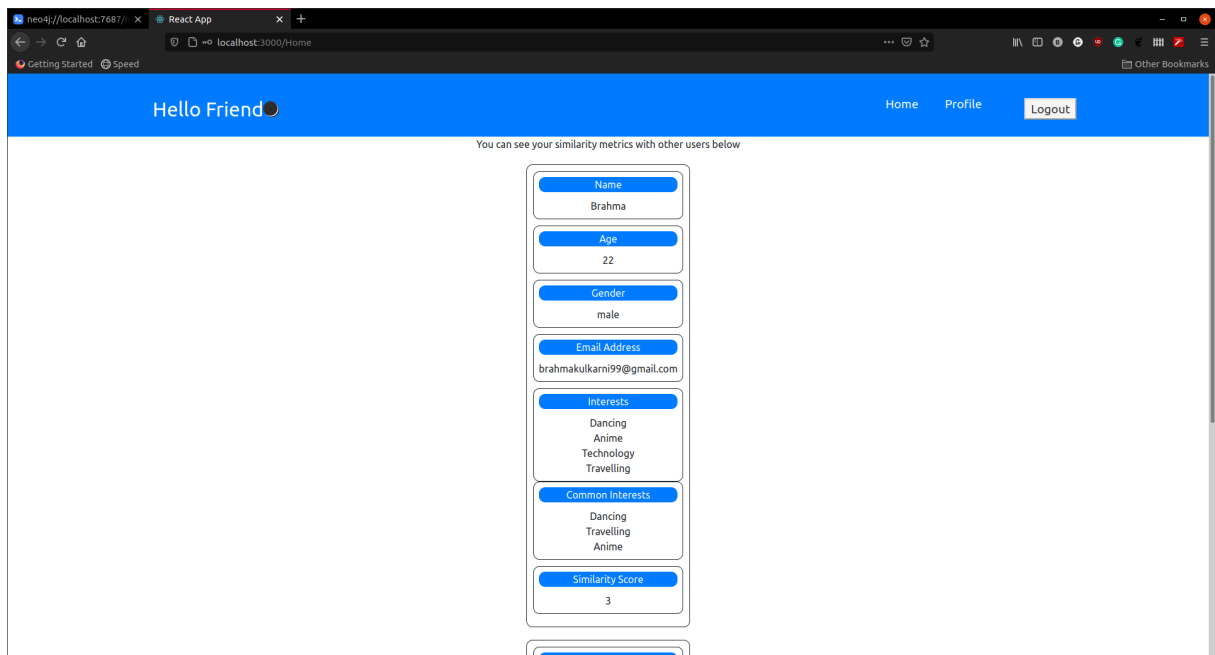 neo4j://localhost:7687/
React App
localhost:3000/Home
Getting Started
Speed
Other Bookmarks
Hello Friend
Home
Profile
Logout
You can see your similarity metrics with other users below
Name
Brahma
Age
22
Gender
male
Email Address
brahmakulkarni99@gmail.com
Interests
Dancing
Anime
Technology
Travelling
Common Interests
Dancing
Travelling
Anime
Similarity Score
3